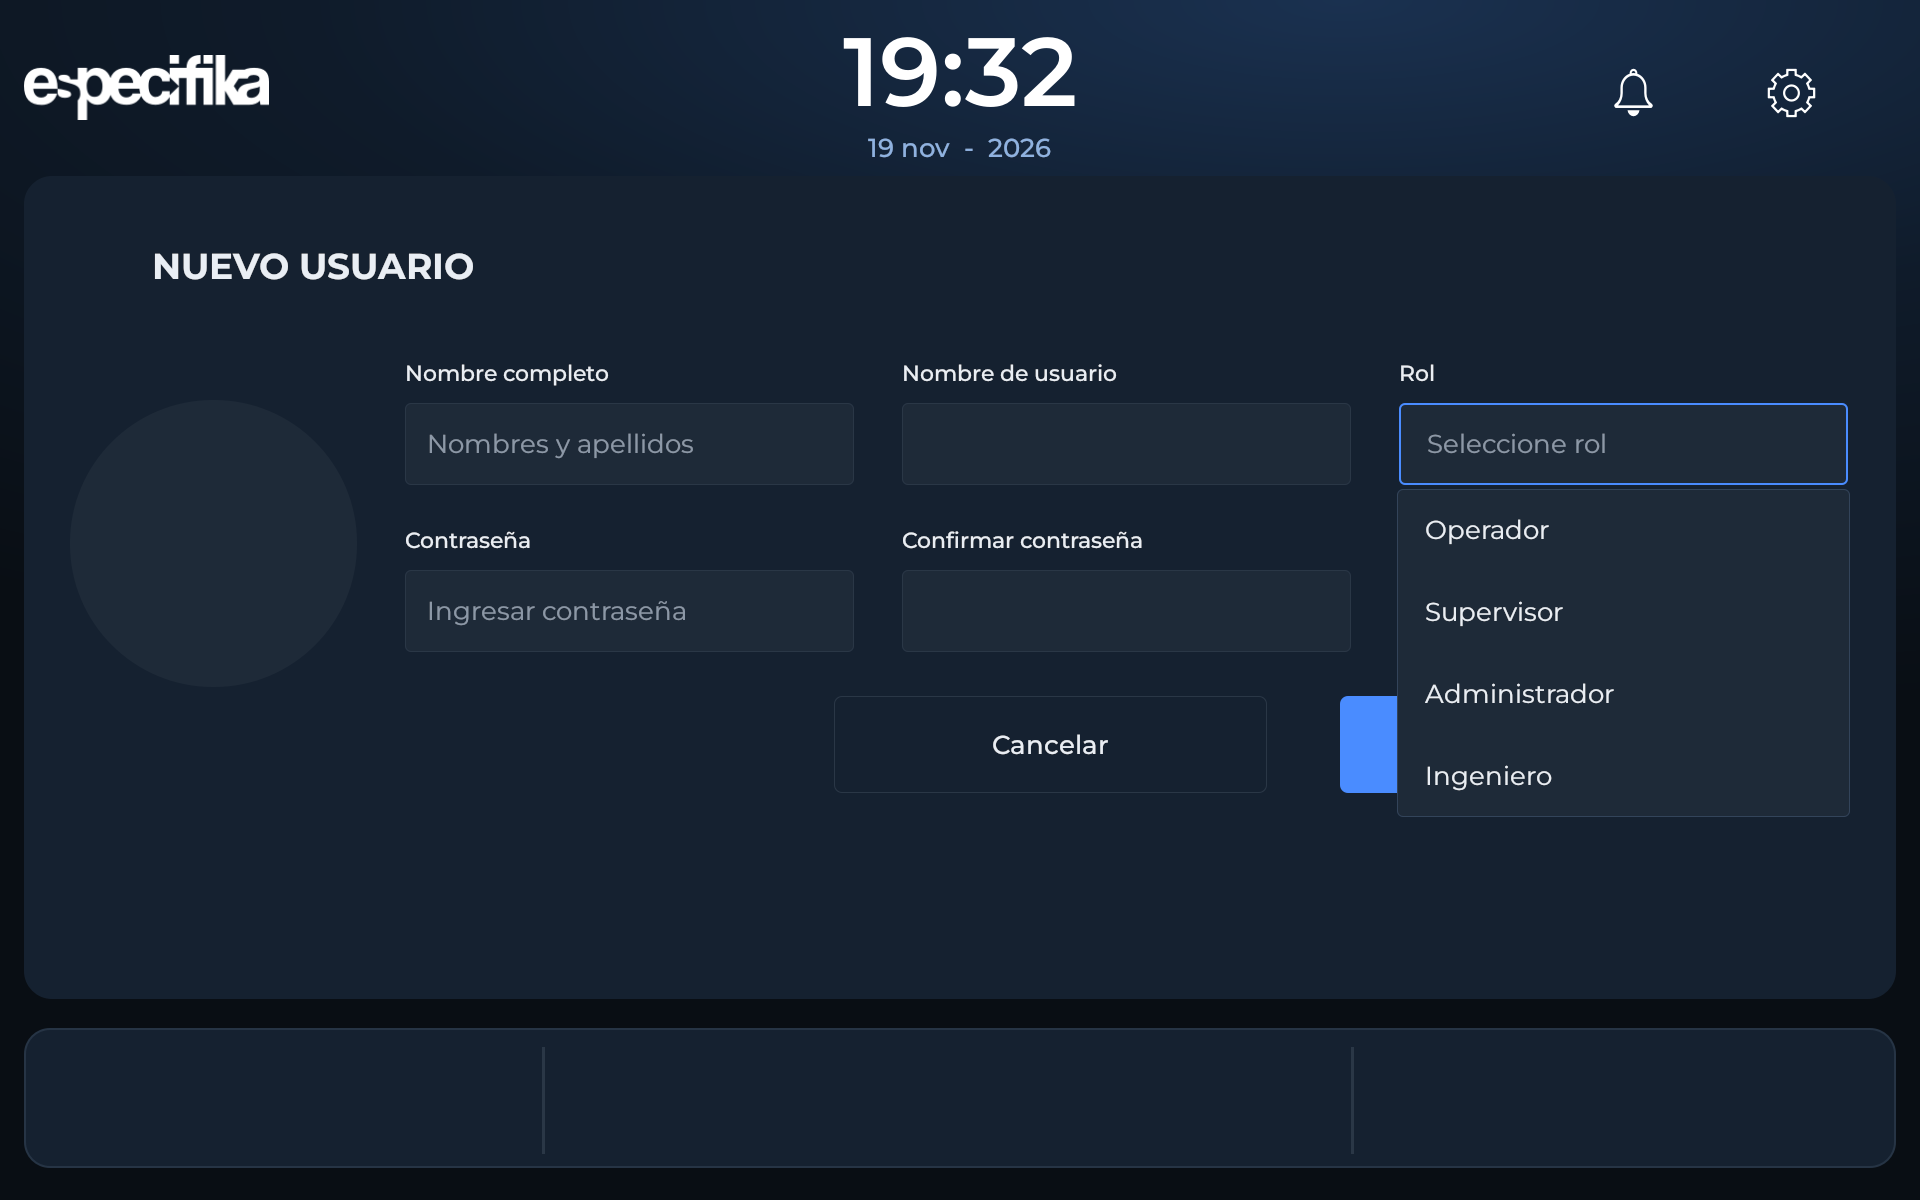 especifika
19:32
19 nov - 2026
NUEVO USUARIO
Nombre completo
Nombre de usuario
Rol
Nombres y apellidos
Seleccione rol
Operador
Supervisor
Administrador
Ingeniero
Contraseña
Confirmar contraseña
Ingresar contraseña
Cancelar